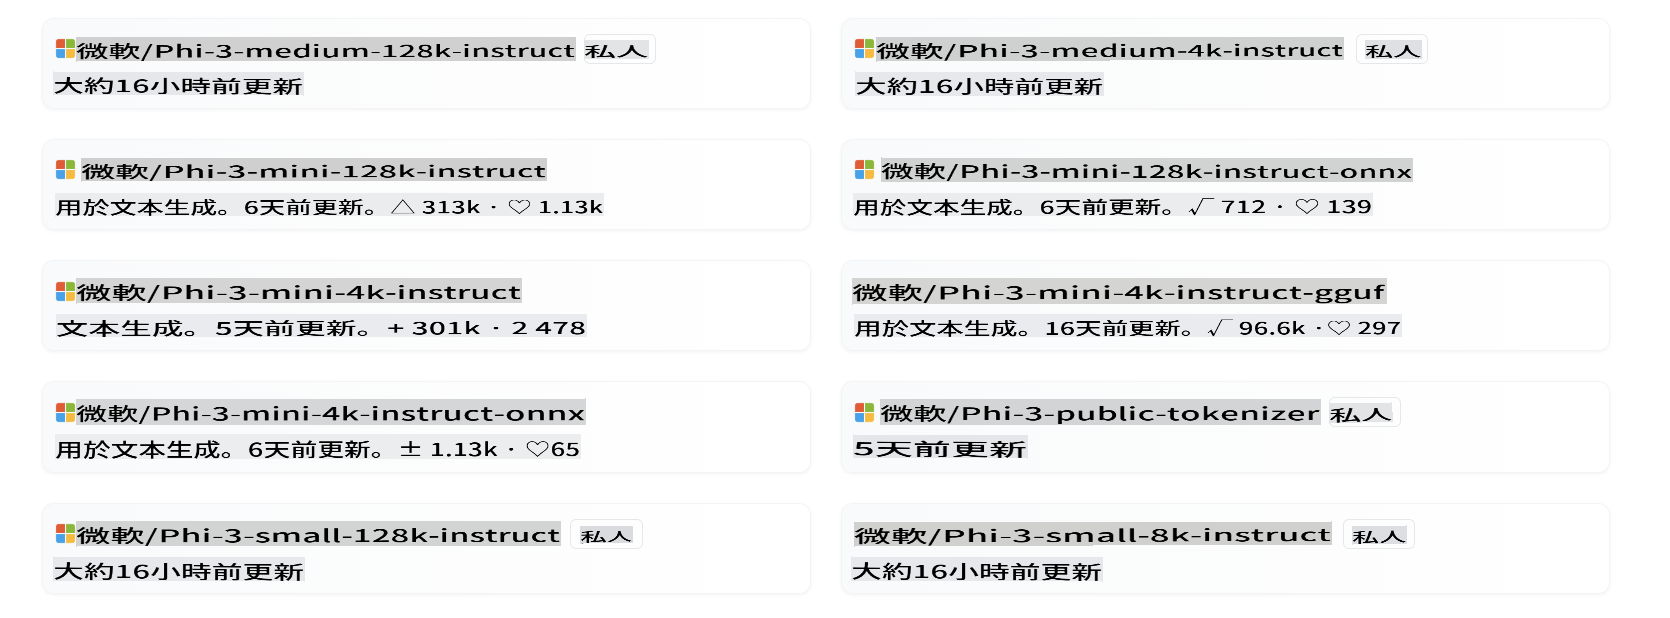 微軟/Phi-3-medium-128k-instruct 私人
大約16小時前更新
微軟/Phi-3-medium-4k-instruct 私人
大約16小時前更新
微軟/Phi-3-mini-128k-instruct
用於文本生成。6天前更新。△ 313k · ♡ 1.13k
微軟/Phi-3-mini-128k-instruct-onnx
用於文本生成。6天前更新。√ 712 · ♡ 139
微軟/Phi-3-mini-4k-instruct
文本生成。5天前更新。+ 301k · 2 478
微軟/Phi-3-mini-4k-instruct-gguf
用於文本生成。16天前更新。√ 96.6k · ♡ 297
微軟/Phi-3-mini-4k-instruct-onnx
用於文本生成。6天前更新。± 1.13k · ♡65
微軟/Phi-3-public-tokenizer 私人
5天前更新
微軟/Phi-3-small-128k-instruct 私人
大約16小時前更新
微軟/Phi-3-small-8k-instruct 私人
大約16小時前更新